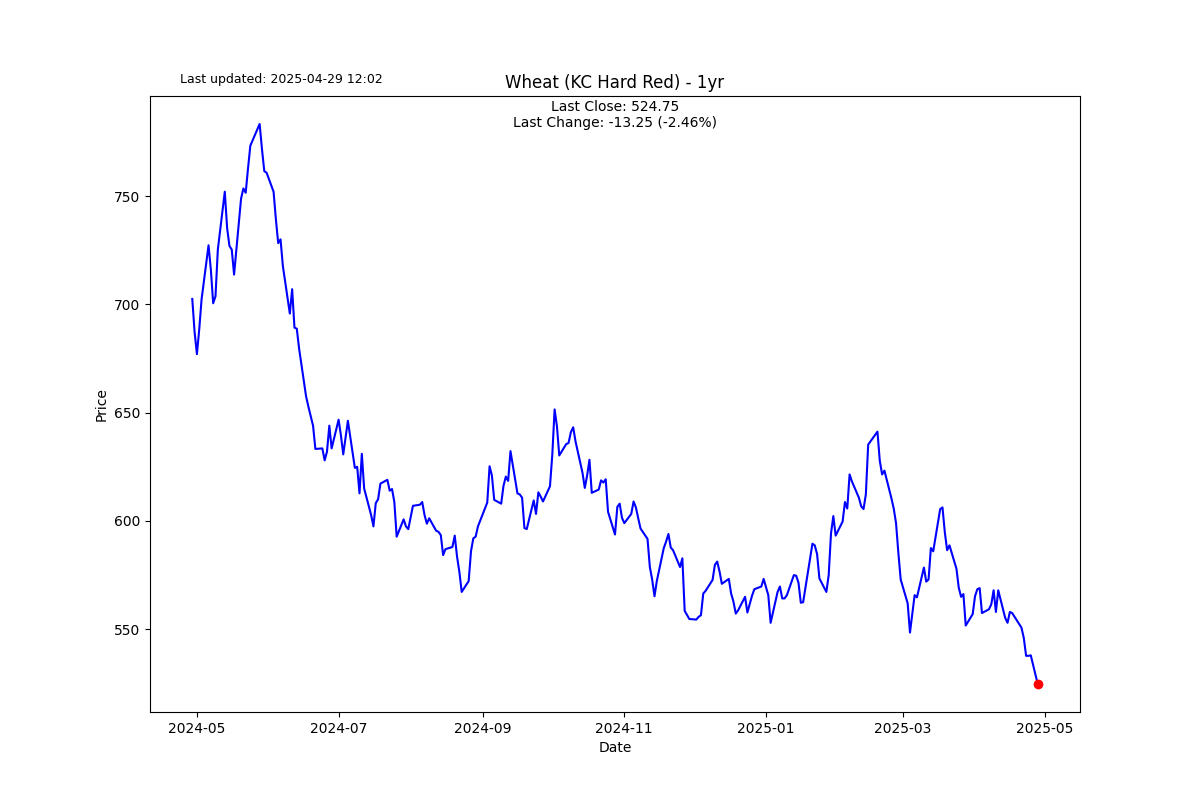 Last updated: 2025-04-29 12:02
Wheat (KC Hard Red) - 1yr
Last Close: 524.75
Last Change: -13.25 (-2.46%)
Price
750
700
650
600
550
2024-05
2024-07
2024-09
2024-11
2025-01
2025-03
2025-05
Date